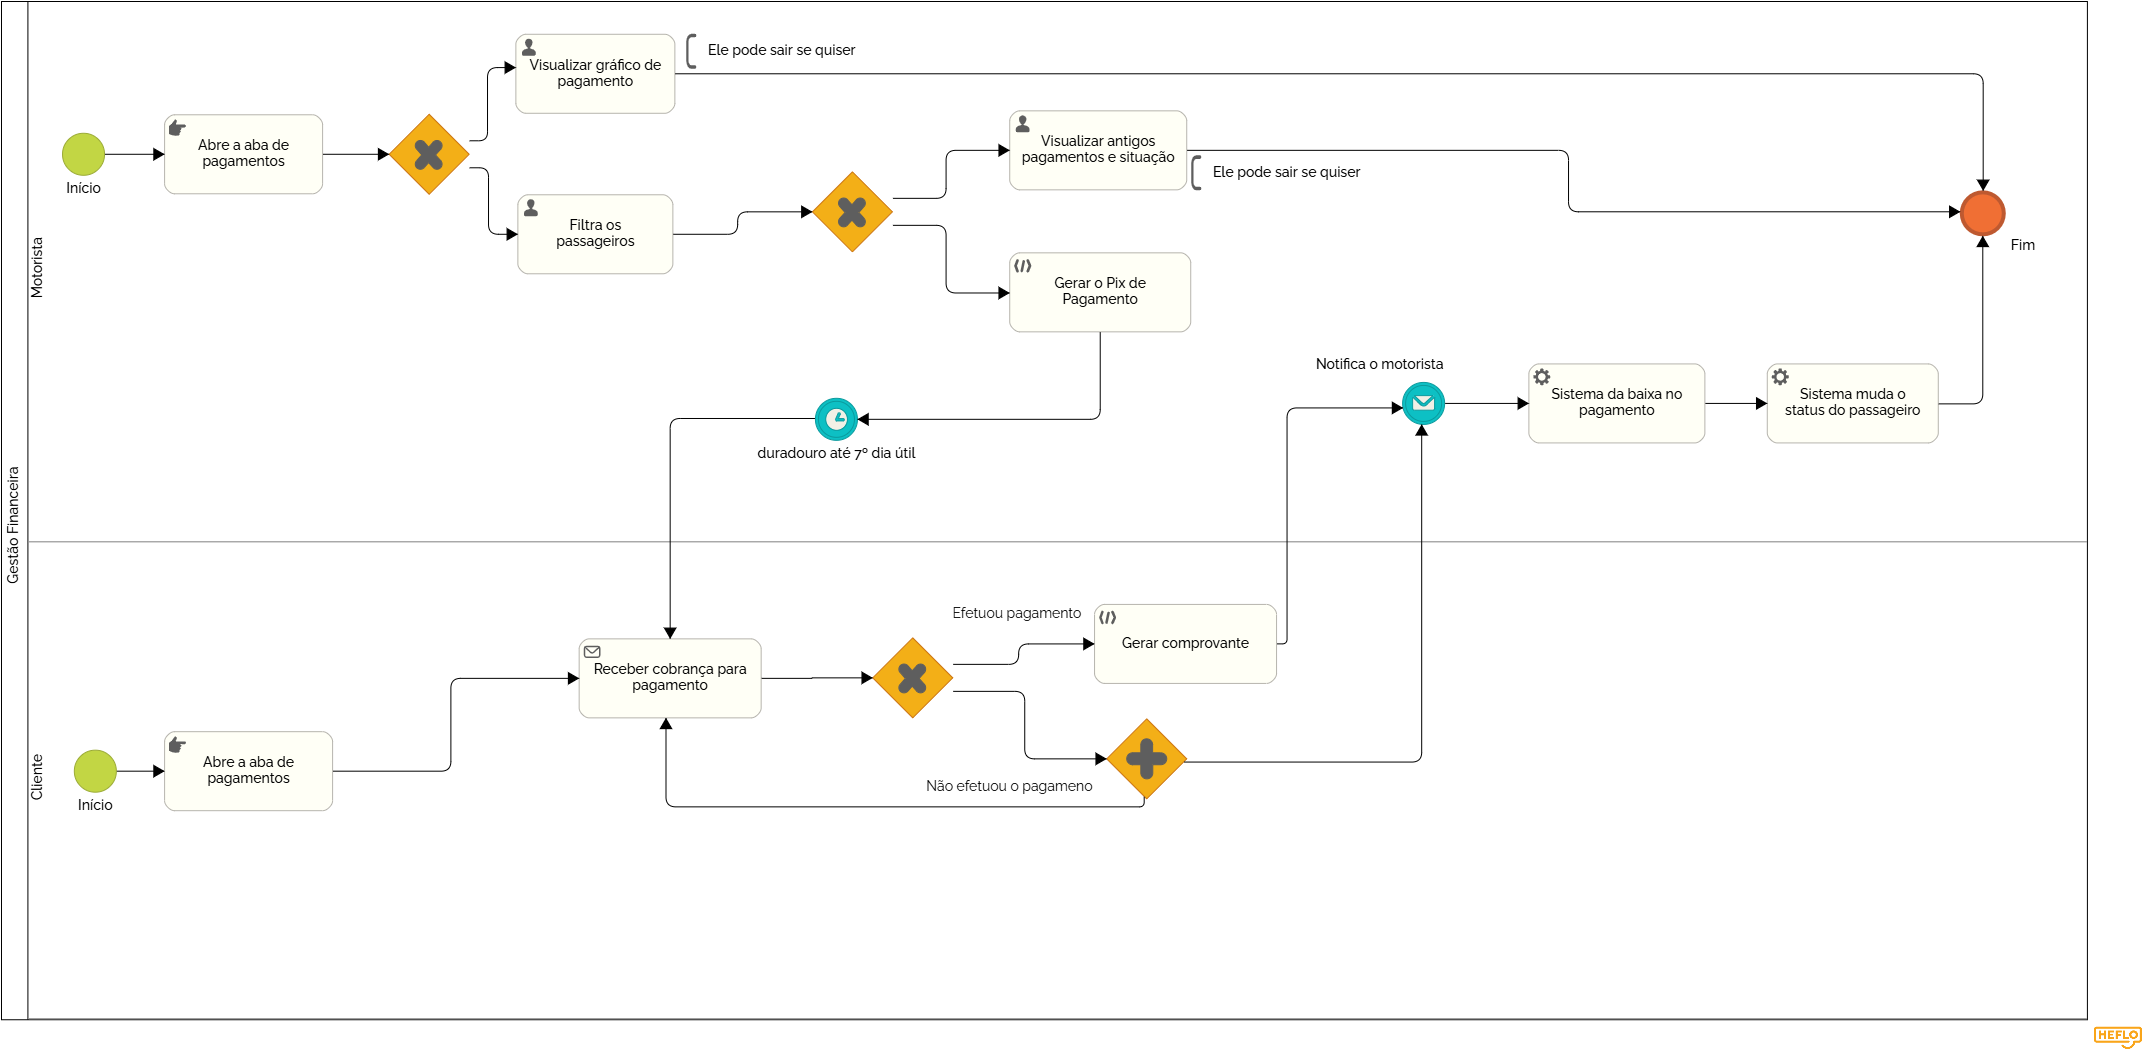 Gestão Financeira
Motorista
Início
Abre a aba de
pagamentos
Visualizar gráfico de
pagamento
Ele pode sair se quiser
Filtra os
passageiros
Visualizar antigos
pagamentos e situação
Ele pode sair se quiser
Gerar o Pix de
Pagamento
Fim
duradouro até 7º dia útil
Notifica o motorista
Sistema da baixa no
pagamento
Sistema muda o
status do passageiro
Cliente
Início
Abre a aba de
pagamentos
Receber cobrança para
pagamento
Efetuou pagamento
Gerar comprovante
Não efetuou o pagameno
HEFLO